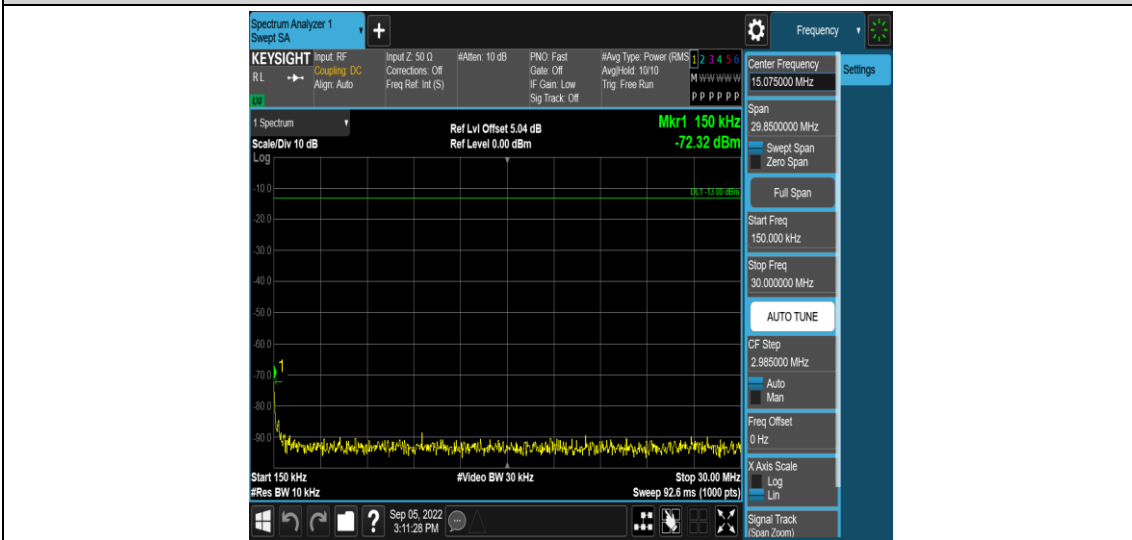 Spectrum Analyzer 1
Swept SA
+
Frequency
KEYSIGHT
RL
LXI
Input: RF
Coupling: DC
Align: Auto
Input Z: 50 Ω
Corrections: Off
Freq Ref: Int (S)
#Atten: 10 dB
PNO: Fast
Gate: Off
IF Gain: Low
Sig Track: Off
#Avg Type: Power (RMS
Avg|Hold: 10/10
Trig: Free Run
1 2 3 4 5 6
M W W W W W
P P P P P P
1 Spectrum
Scale/Div 10 dB
Log
Ref Lvl Offset 5.04 dB
Ref Level 0.00 dBm
Mkr1 150 kHz
-72.32 dBm
DL1 -13.00 dBm
-10.0
-20.0
-30.0
-40.0
-50.0
-60.0
-70.0
-80.0
-90.0
1
Start 150 kHz
#Res BW 10 kHz
#Video BW 30 kHz
Stop 30.00 MHz
Sweep 92.6 ms (1000 pts)
Center Frequency
15.075000 MHz
Settings
Span
29.8500000 MHz
Swept Span
Zero Span
Full Span
Start Freq
150.000 kHz
Stop Freq
30.000000 MHz
AUTO TUNE
CF Step
2.985000 MHz
Auto
Man
Freq Offset
0 Hz
X Axis Scale
Log
Lin
Signal Track
(Span Zoom)
?
Sep 05, 2022
3:11:28 PM